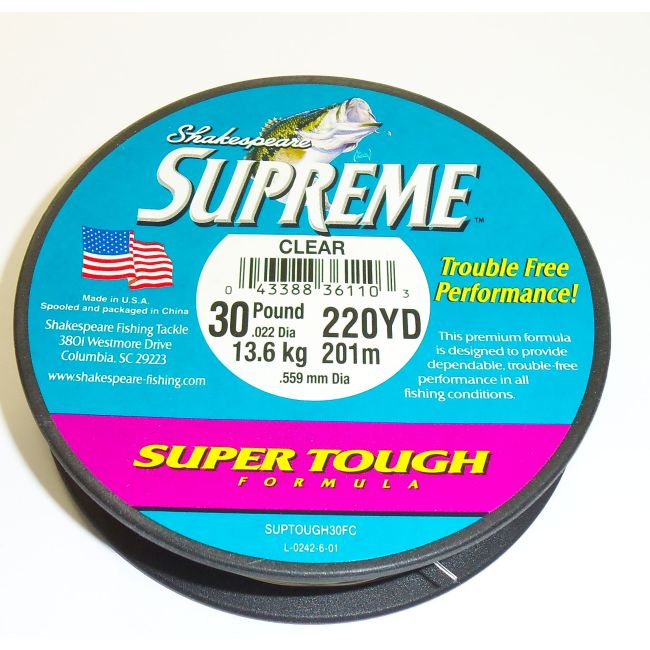 Shakespeare
SUPREME™
CLEAR
0 43388 36110 3
30 Pound 220YD
.022 Dia
13.6 kg 201m
.559 mm Dia
Made in U.S.A.
Spooled and packaged in China
Shakespeare Fishing Tackle
3801 Westmore Drive
Columbia, SC 29223
www.shakespeare-fishing.com
Trouble Free
Performance!
This premium formula
is designed to provide
dependable, trouble-free
performance in all
fishing conditions.
SUPER TOUGH
FORMULA
SUPTOUGH30FC
L-0242-6-01